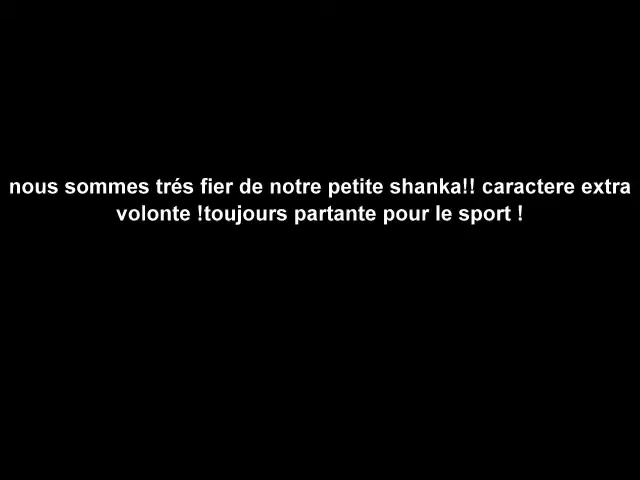 nous sommes trés fier de notre petite shanka!! caractere extra
volonte !toujours partante pour le sport !